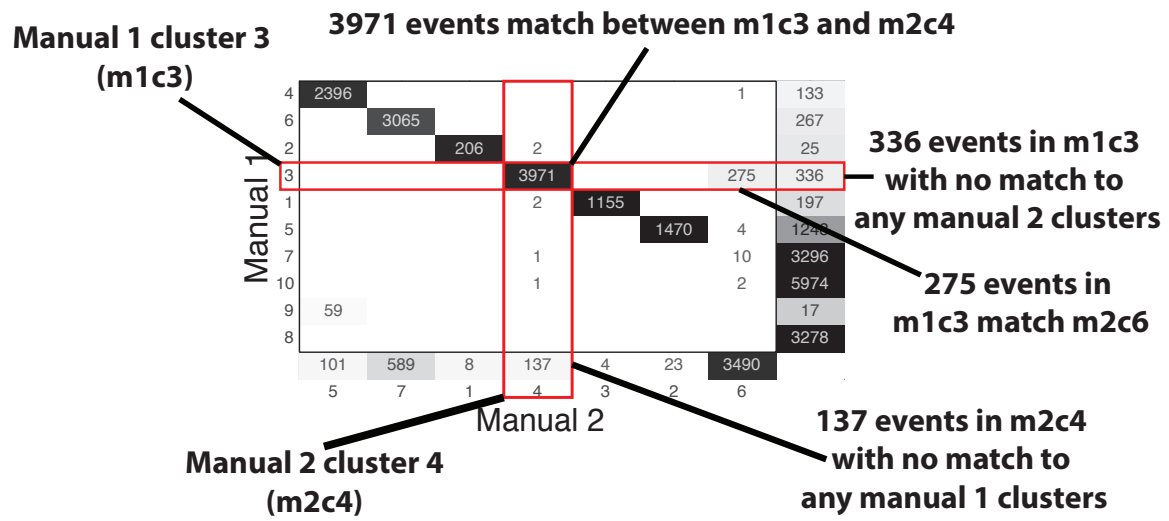 3971 events match between m1c3 and m2c4
Manual 1 cluster 3
(m1c3)
4 2396 1 133
6 3065 267
2 206 2 25
3 3971 275 336
1 2 1155 197
5 1470 4
7 1 10 3296
10 1 2 5974
9 59 17
8 3278
101 589 8 137 4 23 3490
5 7 1 4 3 2 6
Manual 1
Manual 2
336 events in m1c3
with no match to
any manual 2 clusters
275 events in
m1c3 match m2c6
137 events in m2c4
with no match to
any manual 1 clusters
Manual 2 cluster 4
(m2c4)